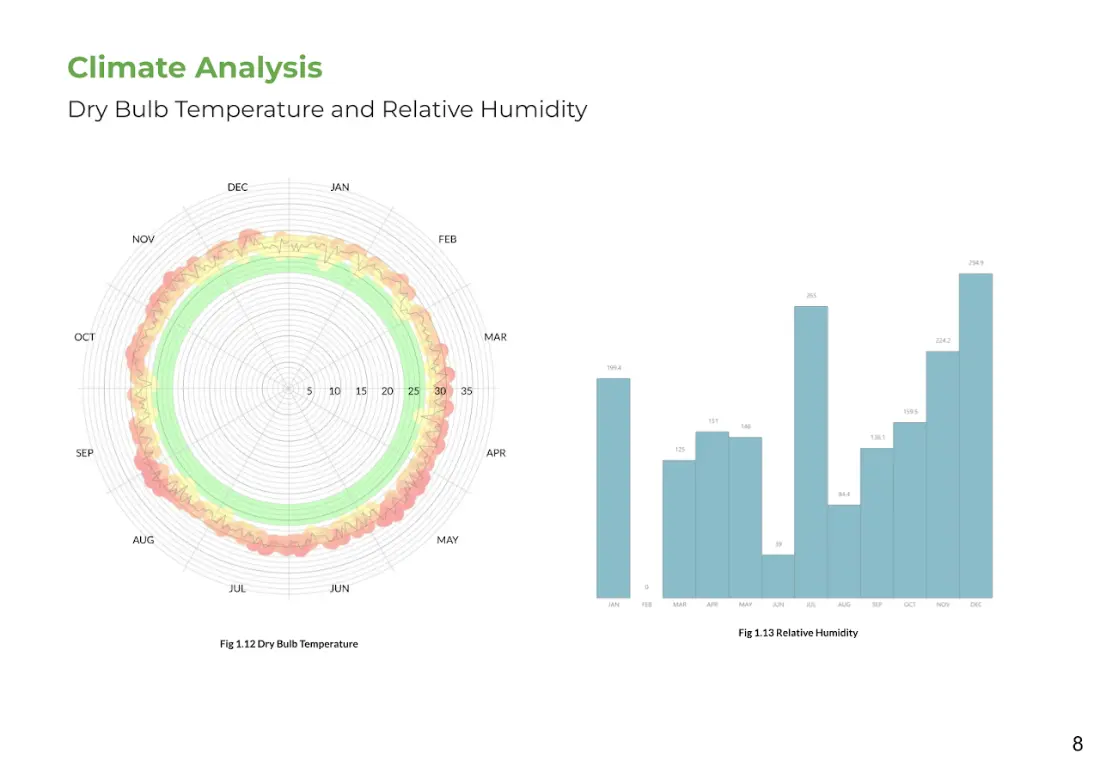 Climate Analysis
Dry Bulb Temperature and Relative Humidity
DEC JAN
NOV FEB
OCT MAR
5 10 15 20 25 30 35
SEP APR
AUG MAY
JUL JUN
Fig 1.12 Dry Bulb Temperature
294.9
265
224.2
199.4
159.6
151
146
136.1
125
84.4
39
0
JAN FEB MAR APR MAY JUN JUL AUG SEP OCT NOV DEC
Fig 1.13 Relative Humidity
8